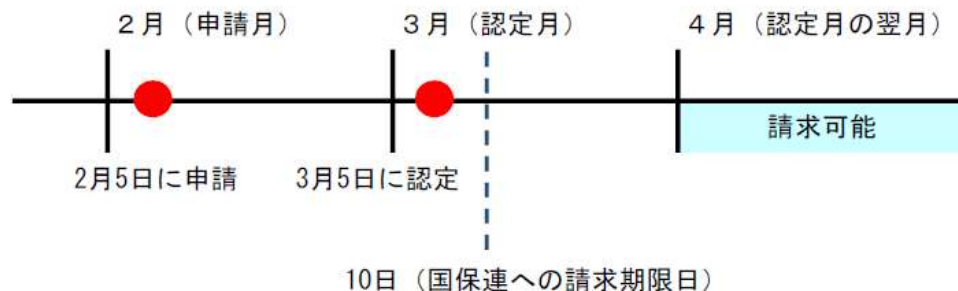 ２月（申請月）
３月（認定月）
４月（認定月の翌月）
請求可能
2月5日に申請
3月5日に認定
10日（国保連への請求期限日）